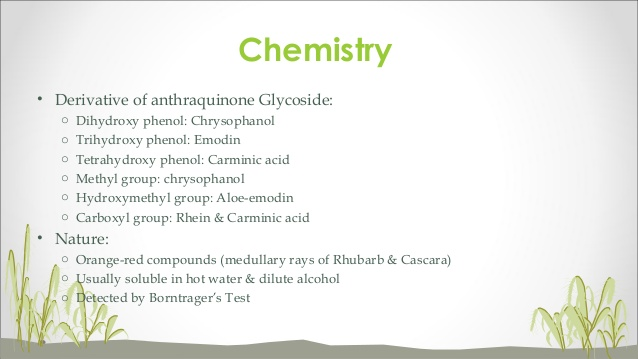 Chemistry
• Derivative of anthraquinone Glycoside:
○ Dihydroxy phenol: Chrysophanol
○ Trihydroxy phenol: Emodin
○ Tetrahydroxy phenol: Carminic acid
○ Methyl group: chrysophanol
○ Hydroxymethyl group: Aloe-emodin
○ Carboxyl group: Rhein & Carminic acid
• Nature:
○ Orange-red compounds (medullary rays of Rhubarb & Cascara)
○ Usually soluble in hot water & dilute alcohol
○ Detected by Borntrager’s Test